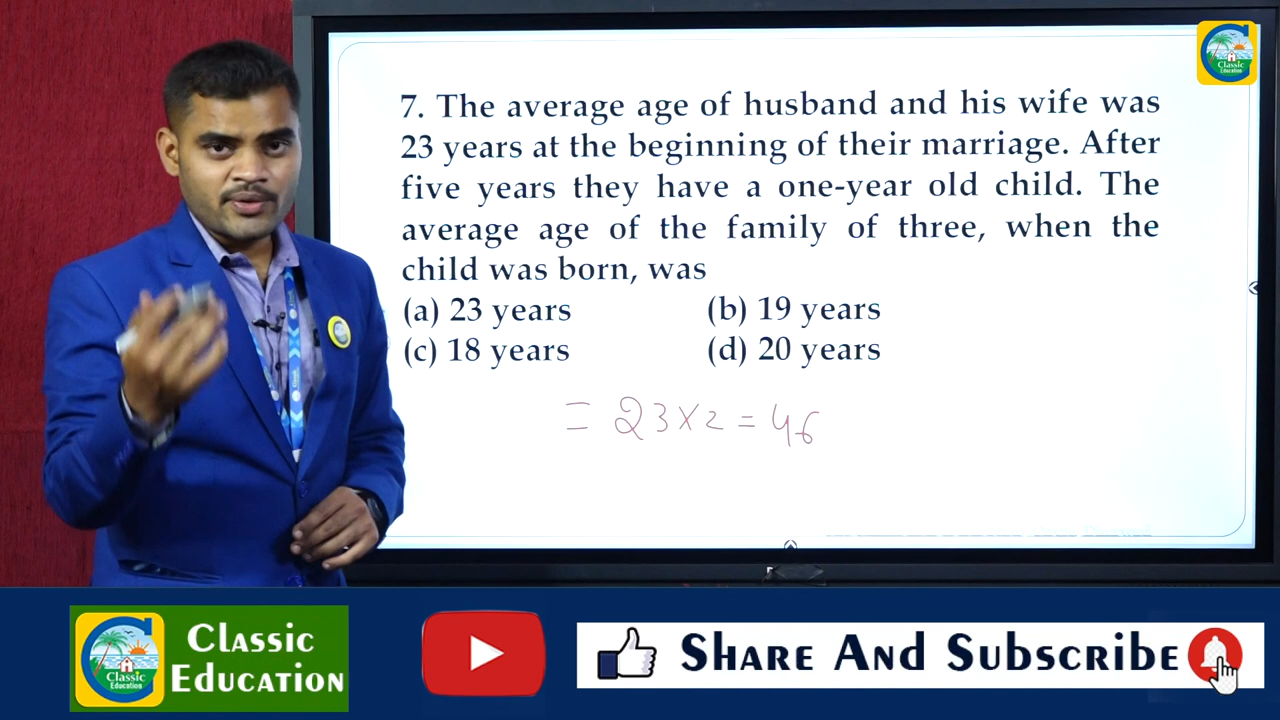 Classic
Education
7. The average age of husband and his wife was
23 years at the beginning of their marriage. After
five years they have a one-year old child. The
average age of the family of three, when the
child was born, was
(a) 23 years (b) 19 years
(c) 18 years (d) 20 years
= 23 x 2 = 46
Classic
Education
Classic
Education
SHARE AND SUBSCRIBE